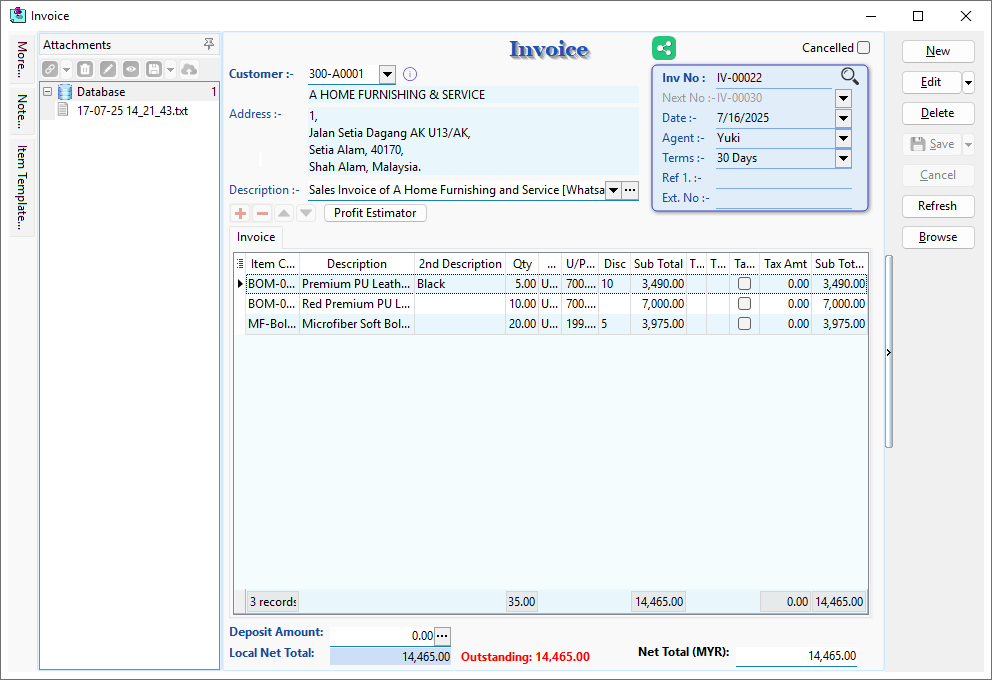 Invoice
More...
Note...
Item Template...
Attachments
Database 1
17-07-25 14_21_43.txt
Invoice
Cancelled
Customer :- 300-A0001
A HOME FURNISHING & SERVICE
Address :- 1,
Jalan Setia Dagang AK U13/AK,
Setia Alam, 40170,
Shah Alam, Malaysia.
Description :- Sales Invoice of A Home Furnishing and Service [Whatsa
Profit Estimator
Inv No : IV-00022
Next No :- IV-00030
Date :- 7/16/2025
Agent :- Yuki
Terms :- 30 Days
Ref 1. :-
Ext. No :-
New
Edit
Delete
Save
Cancel
Refresh
Browse
Invoice
Item C... Description 2nd Description Qty ... U/P... Disc Sub Total T... T... Ta... Tax Amt Sub Tot...
BOM-0... Premium PU Leath... Black 5.00 U... 700.... 10 3,490.00 0.00 3,490.00
BOM-0... Red Premium PU L... 10.00 U... 700.... 7,000.00 0.00 7,000.00
MF-Bol... Microfiber Soft Bol... 20.00 U... 199.... 5 3,975.00 0.00 3,975.00
3 records 35.00 14,465.00 0.00 14,465.00
Deposit Amount: 0.00
Local Net Total: 14,465.00 Outstanding: 14,465.00 Net Total (MYR): 14,465.00